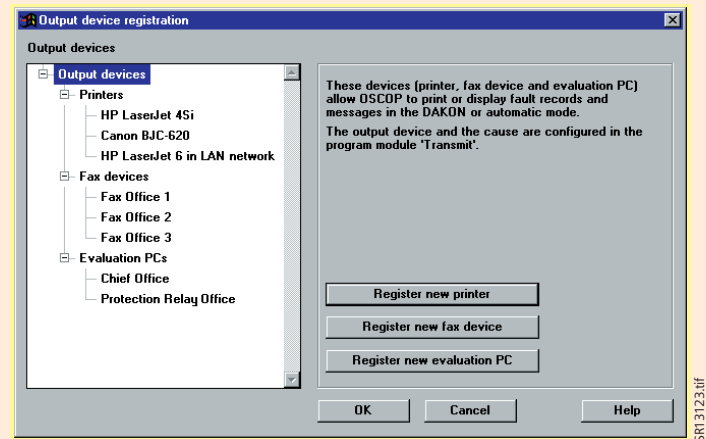 Output device registration
Output devices
Output devices
Printers
HP LaserJet 4Si
Canon BJC-620
HP LaserJet 6 in LAN network
Fax devices
Fax Office 1
Fax Office 2
Fax Office 3
Evaluation PCs
Chief Office
Protection Relay Office
These devices (printer, fax device and evaluation PC)
allow OSCOP to print or display fault records and
messages in the DAKON or automatic mode.
The output device and the cause are configured in the
program module 'Transmit'.
Register new printer
Register new fax device
Register new evaluation PC
OK
Cancel
Help
SR13123.tif